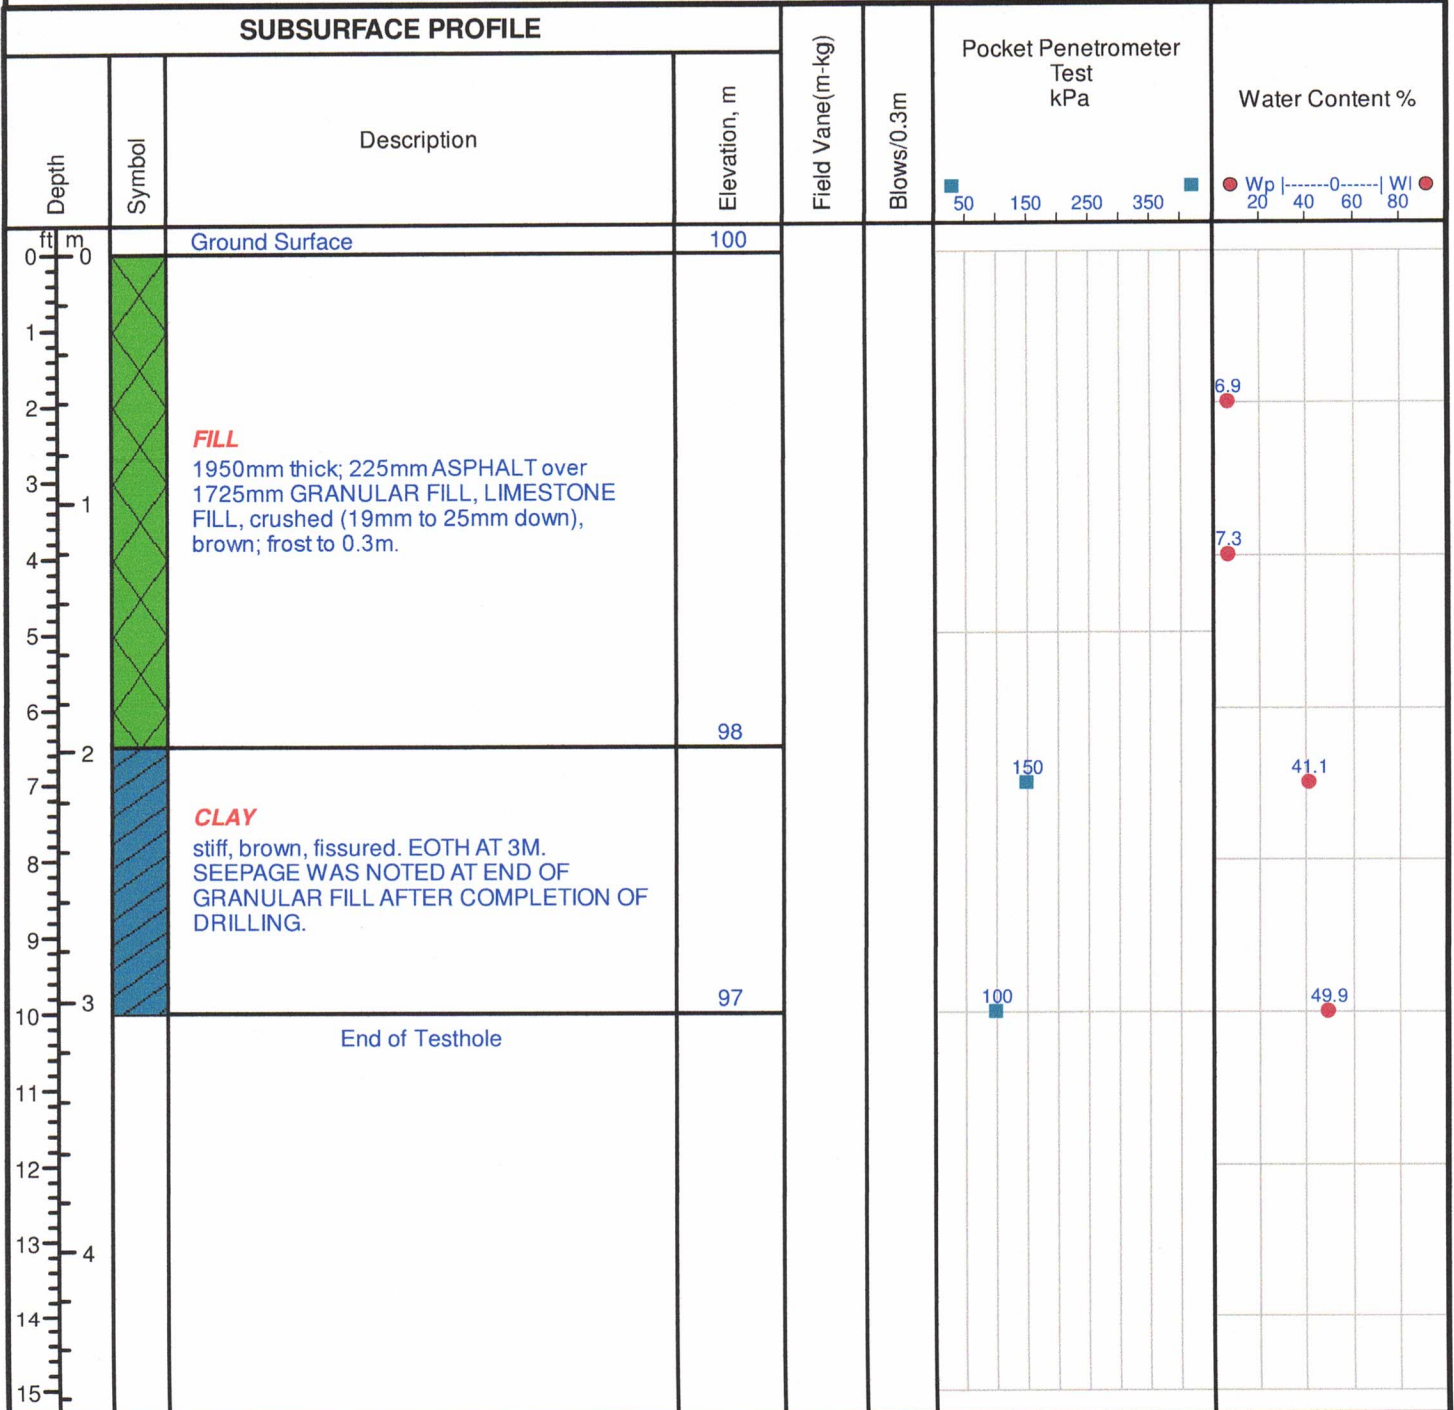 SUBSURFACE PROFILE
Depth
Symbol
Description
Elevation, m
Field Vane(m-kg)
Blows/0.3m
Pocket Penetrometer
Test
kPa
50 150 250 350
Water Content %
Wp |-------0------| Wl
20 40 60 80
ft m
Ground Surface
100
0 0
1
2
3
1
4
5
6
2
7
8
9
3
10
11
12
13
4
14
15
FILL
1950mm thick; 225mm ASPHALT over
1725mm GRANULAR FILL, LIMESTONE
FILL, crushed (19mm to 25mm down),
brown; frost to 0.3m.
98
CLAY
stiff, brown, fissured. EOTH AT 3M.
SEEPAGE WAS NOTED AT END OF
GRANULAR FILL AFTER COMPLETION OF
DRILLING.
97
End of Testhole
150
100
6.9
7.3
41.1
49.9